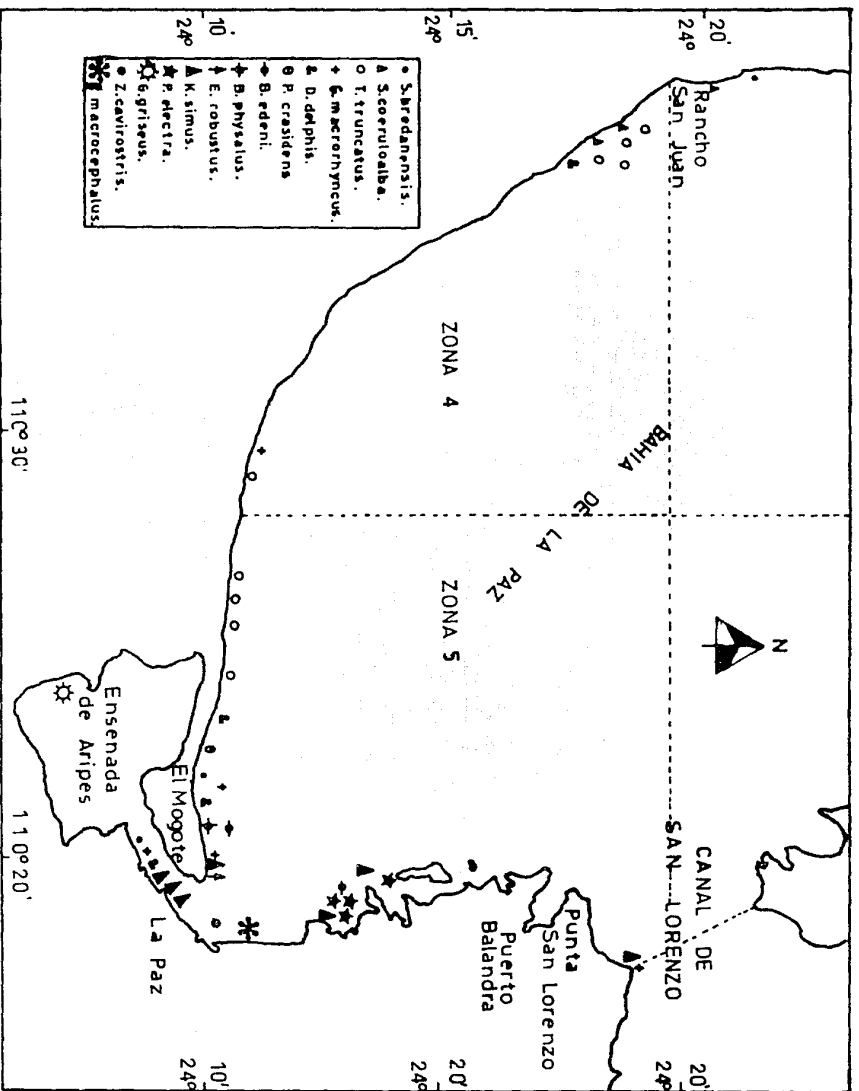 24° 10'
24° 15'
24° 20'
S.bredanensis.
S.coeruloalba.
T.truncatus.
G.macrorhyncus.
D.delphis.
P. crasidens
B.edeni.
B.physalus.
E. robustus.
K.simus.
P. electra.
G.griseus.
Z.cavirostris.
macrocephalus.
Rancho
San Juan
ZONA 4
BAHIA
DE
LA
PAZ
ZONA 5
N
CANAL DE
SAN LORENZO
Punta
San Lorenzo
Puerto
Balandra
La Paz
El Mogote
Ensenada
de Aripes
110° 30'
110° 20'
24° 10'
24° 20'
24° 20'